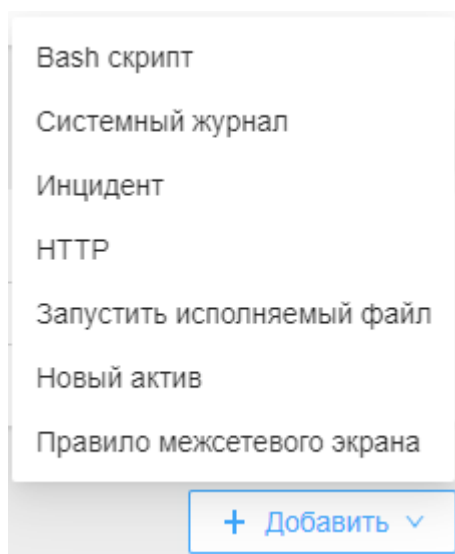 Bash скрипт
Системный журнал
Инцидент
HTTP
Запустить исполняемый файл
Новый актив
Правило межсетевого экрана
+ Добавить